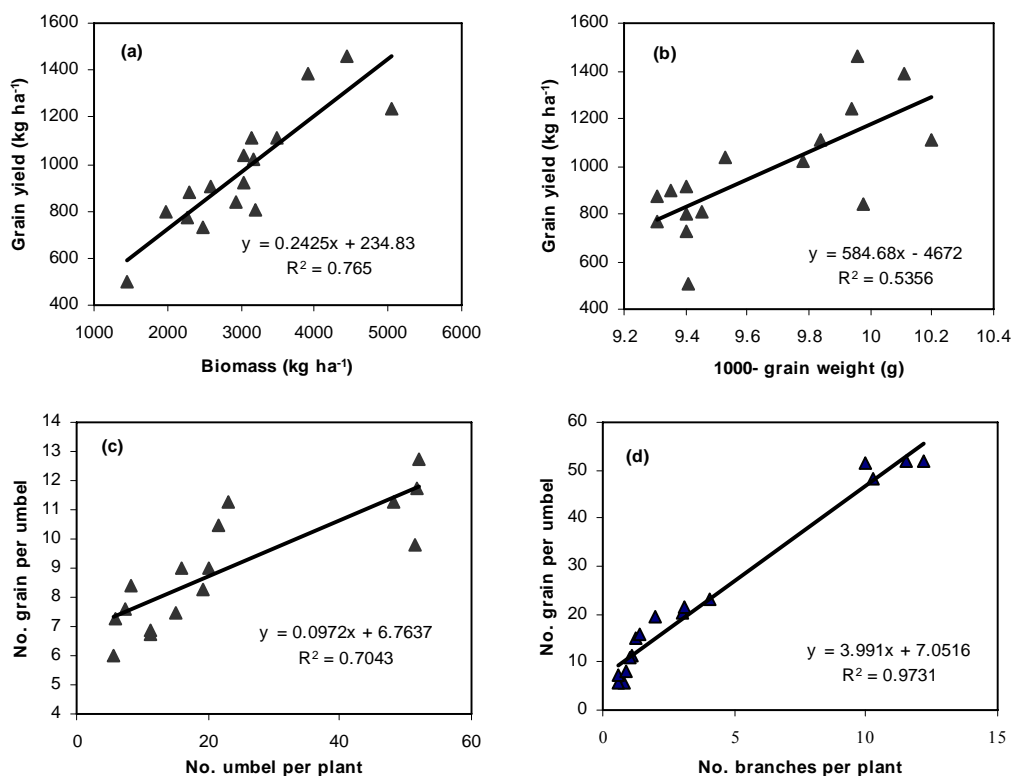 (a)
Grain yield (kg ha-1)
1600
1400
1200
1000
800
600
400
y = 0.2425x + 234.83
R2 = 0.765
1000 2000 3000 4000 5000 6000
Biomass (kg ha-1)
(b)
Grain yield (kg ha-1)
1600
1400
1200
1000
800
600
400
y = 584.68x - 4672
R2 = 0.5356
9.2 9.4 9.6 9.8 10 10.2 10.4
1000- grain weight (g)
(c)
No. grain per umbel
14
13
12
11
10
9
8
7
6
5
4
y = 0.0972x + 6.7637
R2 = 0.7043
0 20 40 60
No. umbel per plant
(d)
No. grain per umbel
60
50
40
30
20
10
0
y = 3.991x + 7.0516
R2 = 0.9731
0 5 10 15
No. branches per plant